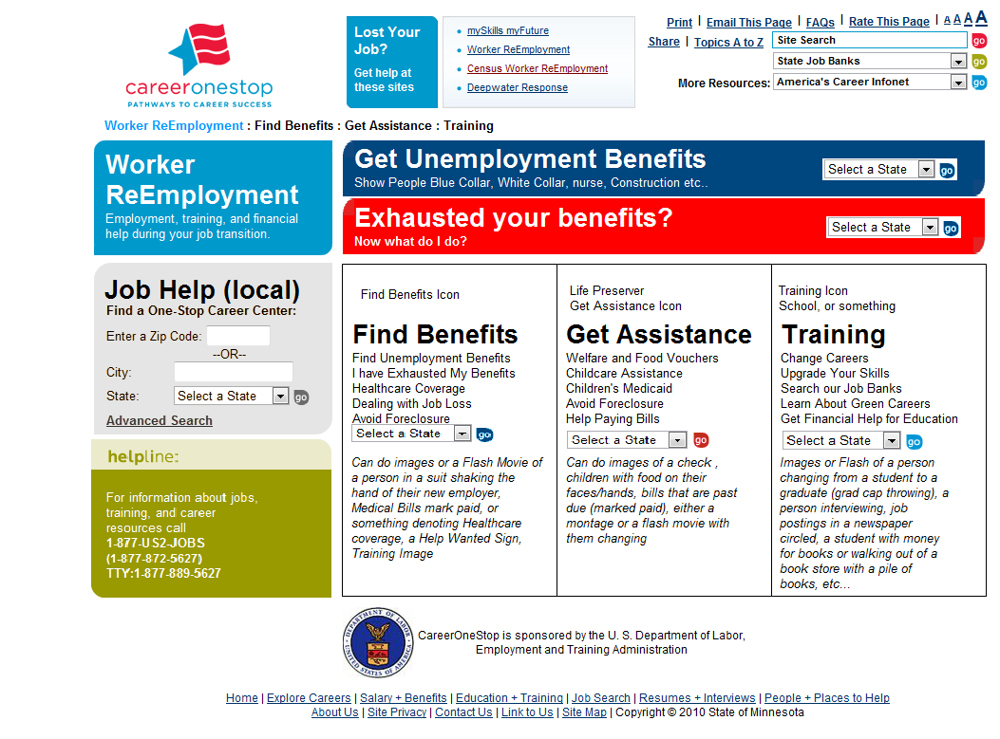 careeronestop
PATHWAYS TO CAREER SUCCESS
Lost Your
Job?
Get help at
these sites
mySkills myFuture
Worker ReEmployment
Census Worker ReEmployment
Deepwater Response
Print | Email This Page | FAQs | Rate This Page | A A A A
Share | Topics A to Z
Site Search go
State Job Banks go
More Resources: America's Career Infonet go
Worker ReEmployment : Find Benefits : Get Assistance : Training
Worker
ReEmployment
Employment, training, and financial
help during your job transition.
Get Unemployment Benefits
Show People Blue Collar, White Collar, nurse, Construction etc..
Select a State go
Exhausted your benefits?
Now what do I do?
Select a State go
Job Help (local)
Find a One-Stop Career Center:
Enter a Zip Code:
--OR--
City:
State: Select a State go
Advanced Search
helpline:
For information about jobs,
training, and career
resources call
1-877-US2-JOBS
(1-877-872-5627)
TTY:1-877-889-5627
Find Benefits Icon
Find Benefits
Find Unemployment Benefits
I have Exhausted My Benefits
Healthcare Coverage
Dealing with Job Loss
Avoid Foreclosure
Select a State go
Can do images or a Flash Movie of
a person in a suit shaking the
hand of their new employer,
Medical Bills mark paid, or
something denoting Healthcare
coverage, a Help Wanted Sign,
Training Image
Life Preserver
Get Assistance Icon
Get Assistance
Welfare and Food Vouchers
Childcare Assistance
Children's Medicaid
Avoid Foreclosure
Help Paying Bills
Select a State go
Can do images of a check ,
children with food on their
faces/hands, bills that are past
due (marked paid), either a
montage or a flash movie with
them changing
Training Icon
School, or something
Training
Change Careers
Upgrade Your Skills
Search our Job Banks
Learn About Green Careers
Get Financial Help for Education
Select a State go
Images or Flash of a person
changing from a student to a
graduate (grad cap throwing), a
person interviewing, job
postings in a newspaper
circled, a student with money
for books or walking out of a
book store with a pile of
books, etc...
DEPARTMENT OF LABOR
UNITED STATES OF AMERICA
CareerOneStop is sponsored by the U. S. Department of Labor,
Employment and Training Administration
Home | Explore Careers | Salary + Benefits | Education + Training | Job Search | Resumes + Interviews | People + Places to Help
About Us | Site Privacy | Contact Us | Link to Us | Site Map | Copyright © 2010 State of Minnesota